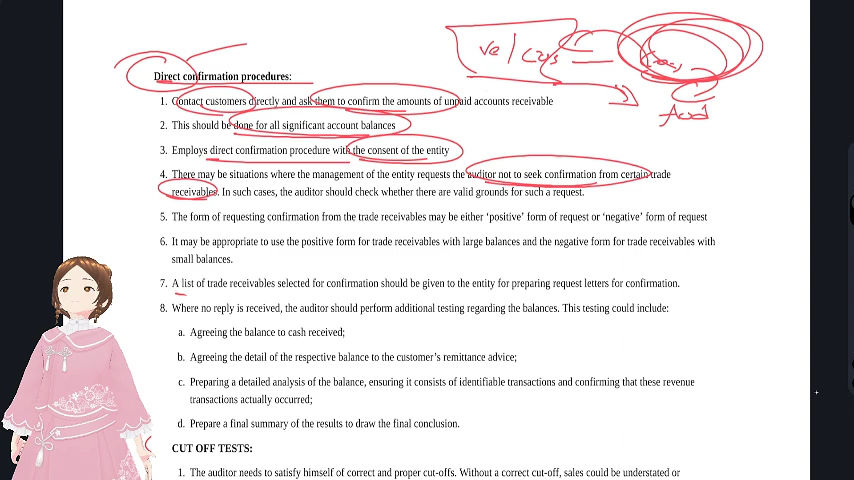 ve/
Direct confirmation procedures:
1. Contact customers directly and ask them to confirm the amounts of unpaid accounts receivable
2. This should be done for all significant account balances
3. Employs direct confirmation procedure with the consent of the entity
4. There may be situations where the management of the entity requests the auditor not to seek confirmation from certain trade
receivables. In such cases, the auditor should check whether there are valid grounds for such a request.
5. The form of requesting confirmation from the trade receivables may be either ‘positive’ form of request or ‘negative’ form of request
6. It may be appropriate to use the positive form for trade receivables with large balances and the negative form for trade receivables with
small balances.
7. A list of trade receivables selected for confirmation should be given to the entity for preparing request letters for confirmation.
8. Where no reply is received, the auditor should perform additional testing regarding the balances. This testing could include:
a. Agreeing the balance to cash received;
b. Agreeing the detail of the respective balance to the customer’s remittance advice;
c. Preparing a detailed analysis of the balance, ensuring it consists of identifiable transactions and confirming that these revenue
transactions actually occurred;
d. Prepare a final summary of the results to draw the final conclusion.
CUT OFF TESTS:
1. The auditor needs to satisfy himself of correct and proper cut-offs. Without a correct cut-off, sales could be understated or